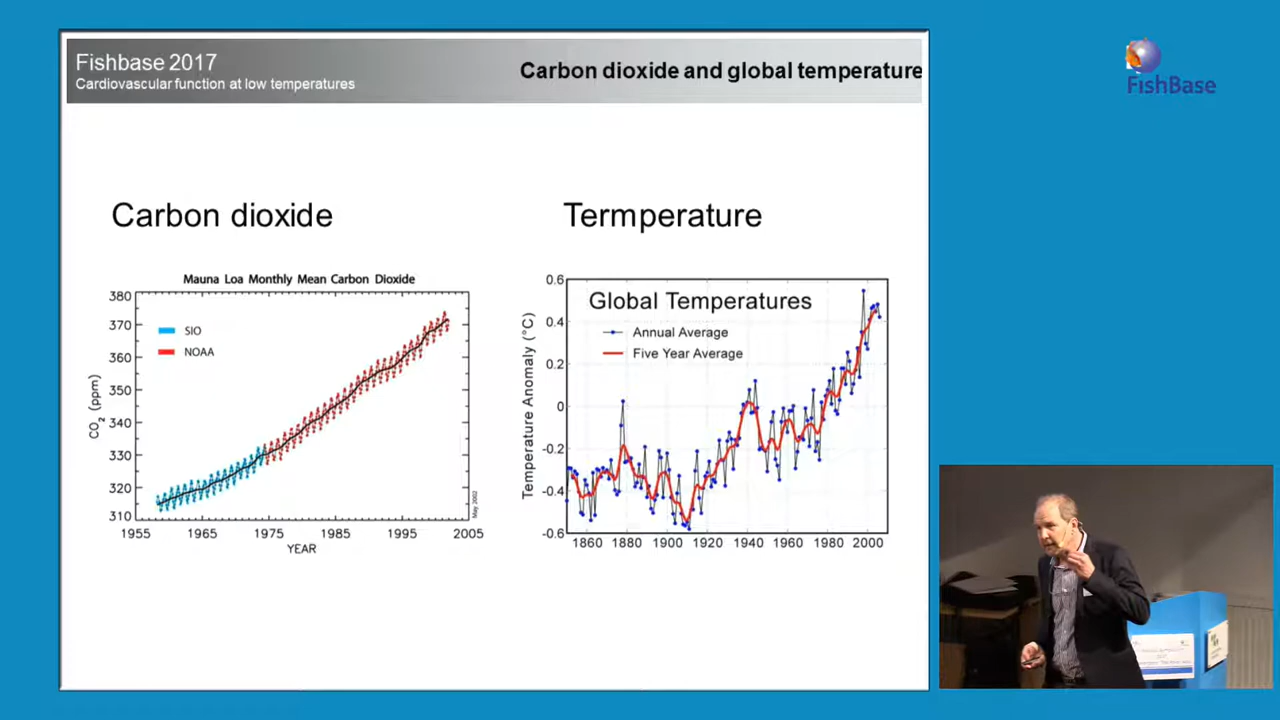 Fishbase 2017
Cardiovascular function at low temperatures
Carbon dioxide and global temperature
FishBase
Carbon dioxide
Termperature
Mauna Loa Monthly Mean Carbon Dioxide
380
370
360
350
340
330
320
310
CO2 (ppm)
SIO
NOAA
May 2002
1955 1965 1975 1985 1995 2005
YEAR
Global Temperatures
Annual Average
Five Year Average
Temperature Anomaly (°C)
0.6
0.4
0.2
0
-0.2
-0.4
-0.6
1860 1880 1900 1920 1940 1960 1980 2000